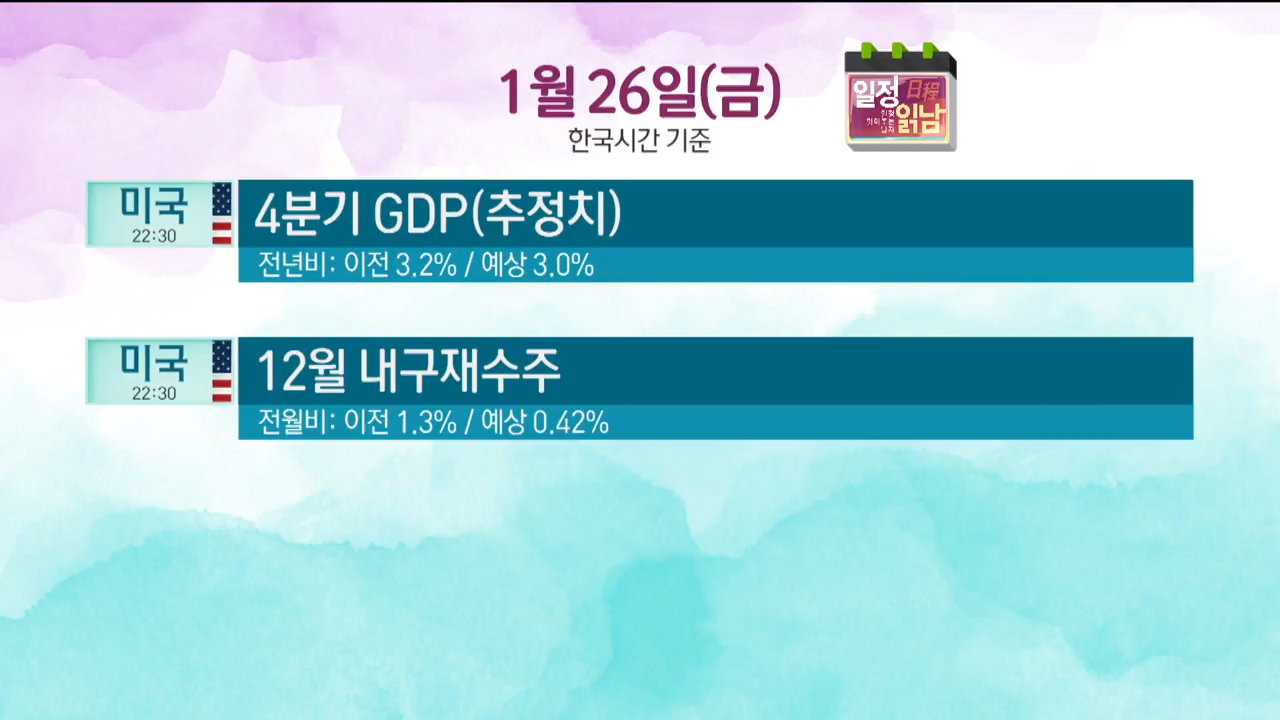 1월 26일(금)
한국시간 기준
일정 日程
읽남
미국
22:30
4분기 GDP(추정치)
전년비: 이전 3.2% / 예상 3.0%
미국
22:30
12월 내구재수주
전월비: 이전 1.3% / 예상 0.42%